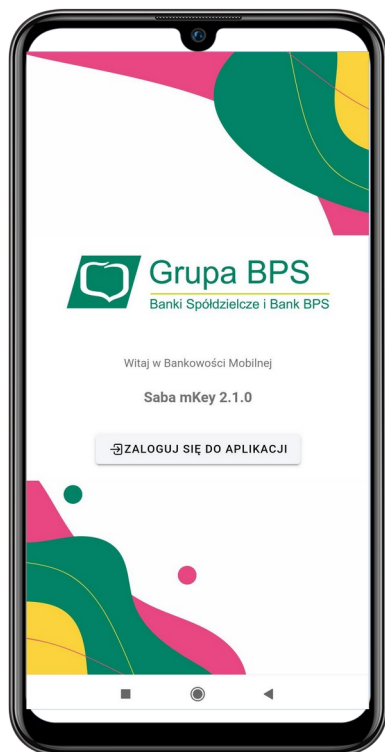 Grupa BPS
Banki Spółdzielcze i Bank BPS
Witaj w Bankowości Mobilnej
Saba mKey 2.1.0
ZALOGUJ SIĘ DO APLIKACJI